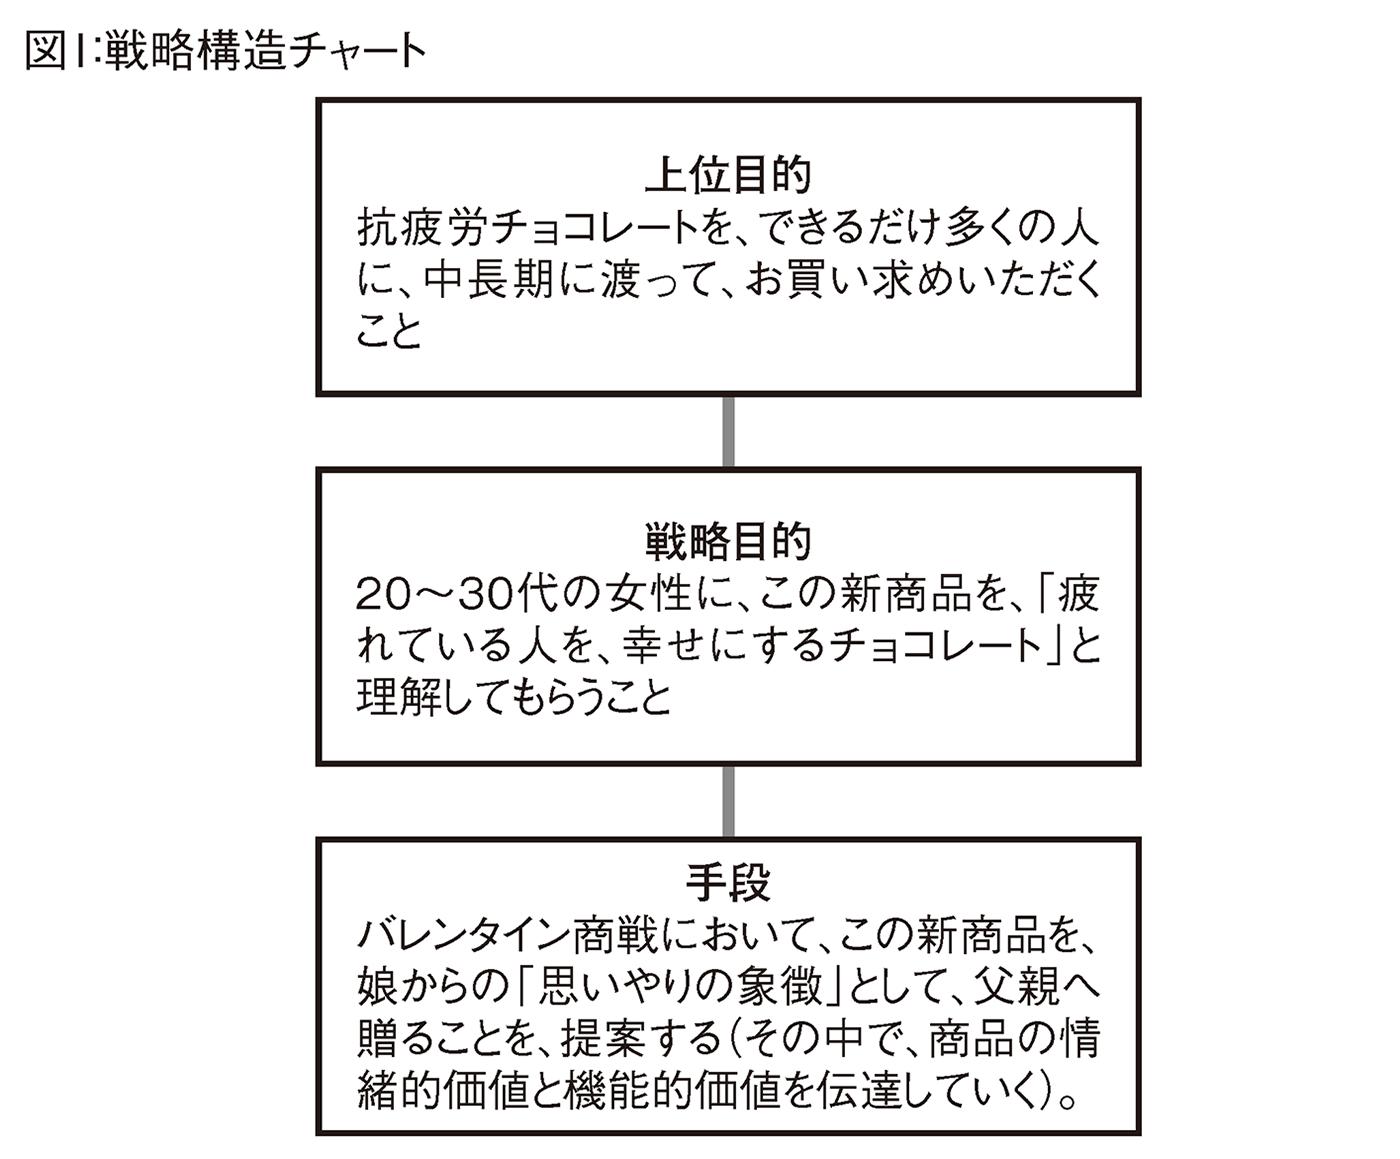 図1:戦略構造チャート
上位目的
抗疲労チョコレートを、できるだけ多くの人
に、中長期に渡って、お買い求めいただく
こと
戦略目的
20〜30代の女性に、この新商品を、「疲
れている人を、幸せにするチョコレート」と
理解してもらうこと
手段
バレンタイン商戦において、この新商品を、
娘からの「思いやりの象徴」として、父親へ
贈ることを、提案する(その中で、商品の情
緒的価値と機能的価値を伝達していく)。